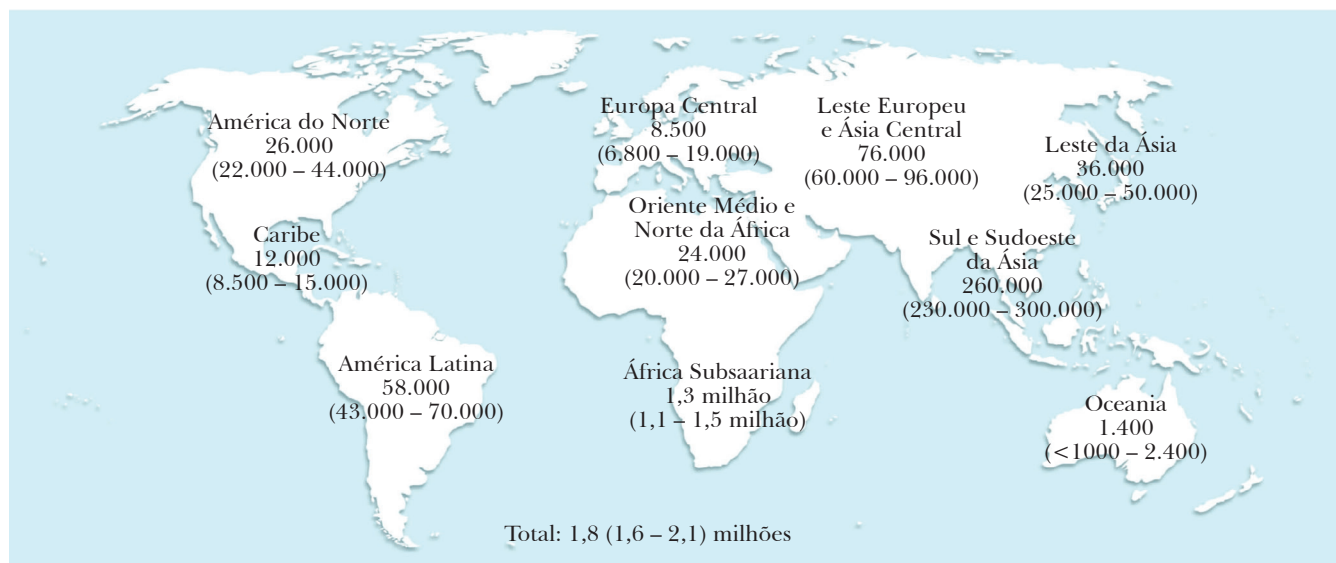 América do Norte
26.000
(22.000 – 44.000)
Caribe
12.000
(8.500 – 15.000)
América Latina
58.000
(43.000 – 70.000)
Europa Central
8.500
(6.800 – 19.000)
Oriente Médio e
Norte da África
24.000
(20.000 – 27.000)
África Subsaariana
1,3 milhão
(1,1 – 1,5 milhão)
Leste Europeu
e Ásia Central
76.000
(60.000 – 96.000)
Leste da Ásia
36.000
(25.000 – 50.000)
Sul e Sudoeste
da Ásia
260.000
(230.000 – 300.000)
Oceania
1.400
(<1000 – 2.400)
Total: 1,8 (1,6 – 2,1) milhões